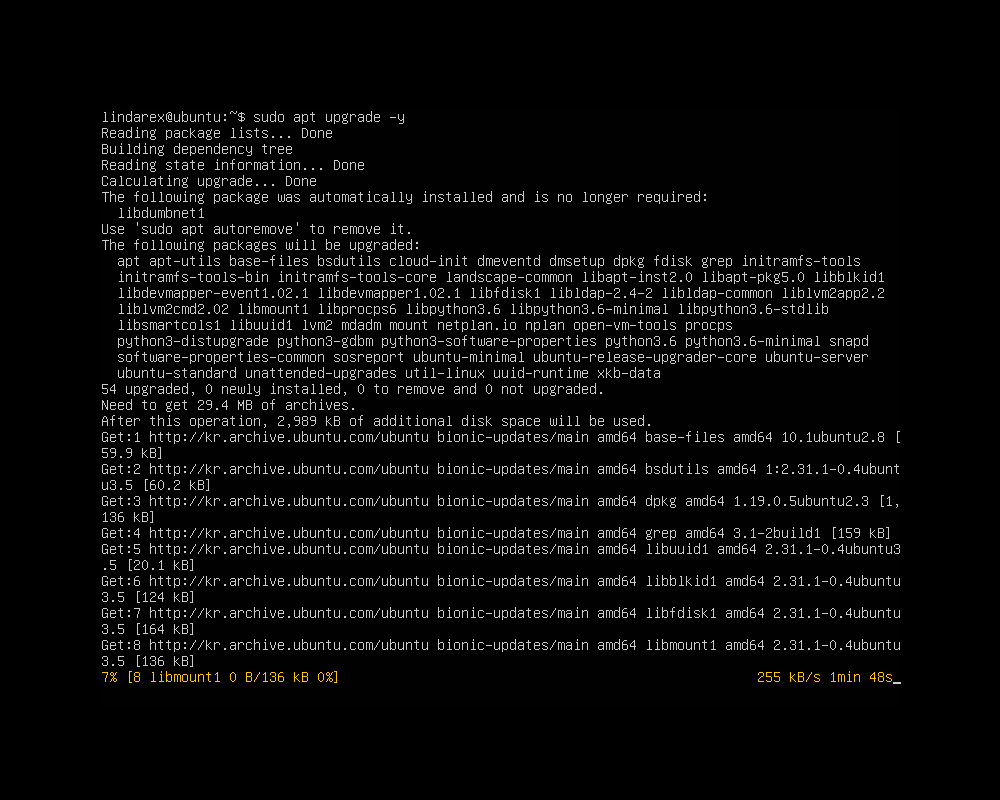 lindarex@ubuntu:~$ sudo apt upgrade -y
Reading package lists... Done
Building dependency tree
Reading state information... Done
Calculating upgrade... Done
The following package was automatically installed and is no longer required:
  libdumbnet1
Use 'sudo apt autoremove' to remove it.
The following packages will be upgraded:
  apt apt-utils base-files bsdutils cloud-init dmeventd dmsetup dpkg fdisk grep initramfs-tools
  initramfs-tools-bin initramfs-tools-core landscape-common libapt-inst2.0 libapt-pkg5.0 libblkid1
  libdevmapper-event1.02.1 libdevmapper1.02.1 libfdisk1 libldap-2.4-2 libldap-common liblvm2app2.2
  liblvm2cmd2.02 libmount1 libprocps6 libpython3.6 libpython3.6-minimal libpython3.6-stdlib
  libsmartcols1 libuuid1 lvm2 mdadm mount netplan.io nplan open-vm-tools procps
  python3-distupgrade python3-gdbm python3-software-properties python3.6 python3.6-minimal snapd
  software-properties-common sosreport ubuntu-minimal ubuntu-release-upgrader-core ubuntu-server
  ubuntu-standard unattended-upgrades util-linux uuid-runtime xkb-data
54 upgraded, 0 newly installed, 0 to remove and 0 not upgraded.
Need to get 29.4 MB of archives.
After this operation, 2,989 kB of additional disk space will be used.
Get:1 http://kr.archive.ubuntu.com/ubuntu bionic-updates/main amd64 base-files amd64 10.1ubuntu2.8 [
59.9 kB]
Get:2 http://kr.archive.ubuntu.com/ubuntu bionic-updates/main amd64 bsdutils amd64 1:2.31.1-0.4ubunt
u3.5 [60.2 kB]
Get:3 http://kr.archive.ubuntu.com/ubuntu bionic-updates/main amd64 dpkg amd64 1.19.0.5ubuntu2.3 [1,
136 kB]
Get:4 http://kr.archive.ubuntu.com/ubuntu bionic-updates/main amd64 grep amd64 3.1-2build1 [159 kB]
Get:5 http://kr.archive.ubuntu.com/ubuntu bionic-updates/main amd64 libuuid1 amd64 2.31.1-0.4ubuntu3
.5 [20.1 kB]
Get:6 http://kr.archive.ubuntu.com/ubuntu bionic-updates/main amd64 libblkid1 amd64 2.31.1-0.4ubuntu
3.5 [124 kB]
Get:7 http://kr.archive.ubuntu.com/ubuntu bionic-updates/main amd64 libfdisk1 amd64 2.31.1-0.4ubuntu
3.5 [164 kB]
Get:8 http://kr.archive.ubuntu.com/ubuntu bionic-updates/main amd64 libmount1 amd64 2.31.1-0.4ubuntu
3.5 [136 kB]
7% [8 libmount1 0 B/136 kB 0%] 255 kB/s 1min 48s_